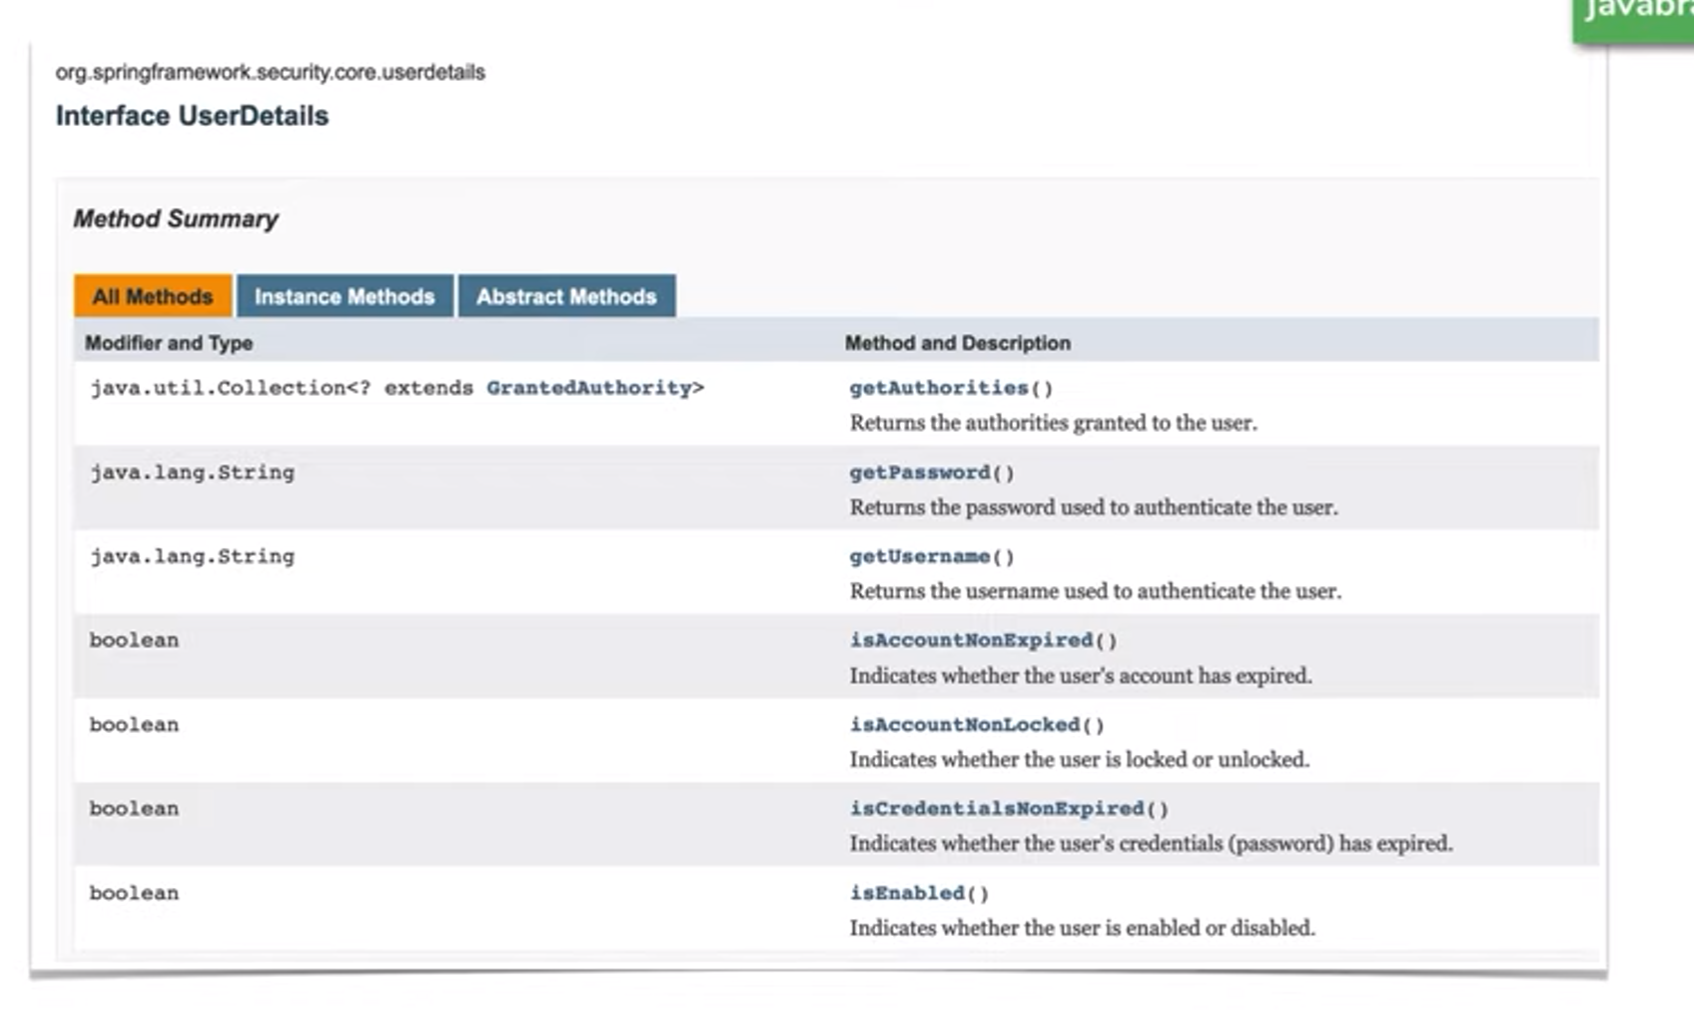 org.springframework.security.core.userdetails
Interface UserDetails
Method Summary
All Methods Instance Methods Abstract Methods
Modifier and Type Method and Description
java.util.Collection<? extends GrantedAuthority> getAuthorities()
Returns the authorities granted to the user.
java.lang.String getPassword()
Returns the password used to authenticate the user.
java.lang.String getUsername()
Returns the username used to authenticate the user.
boolean isAccountNonExpired()
Indicates whether the user's account has expired.
boolean isAccountNonLocked()
Indicates whether the user is locked or unlocked.
boolean isCredentialsNonExpired()
Indicates whether the user's credentials (password) has expired.
boolean isEnabled()
Indicates whether the user is enabled or disabled.